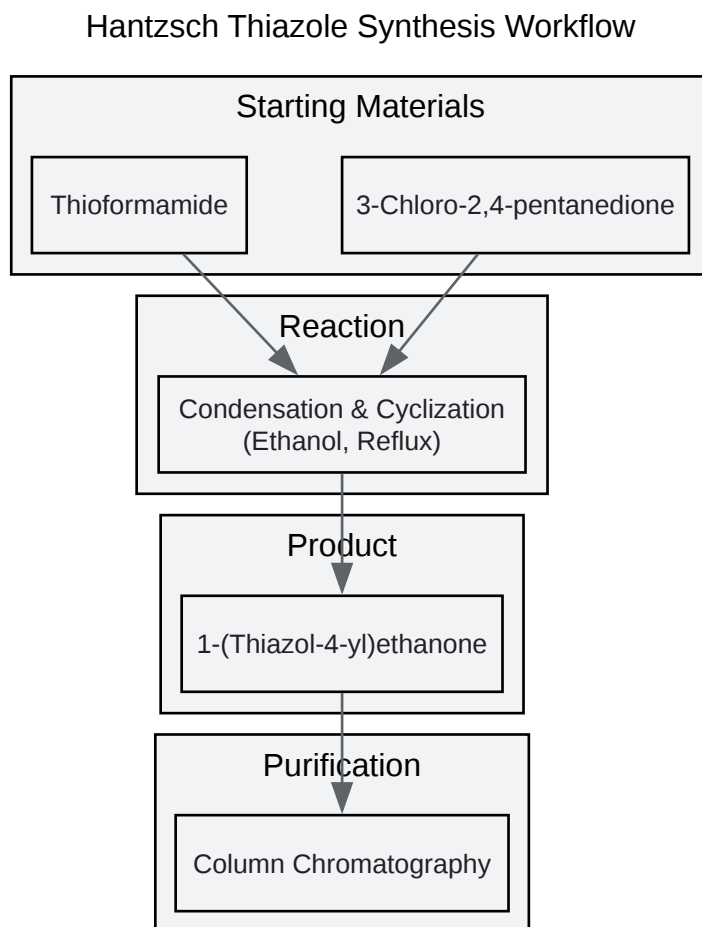 Hantzsch Thiazole Synthesis Workflow
Starting Materials
Thioformamide
3-Chloro-2,4-pentanedione
Reaction
Condensation & Cyclization
(Ethanol, Reflux)
Product
1-(Thiazol-4-yl)ethanone
Purification
Column Chromatography